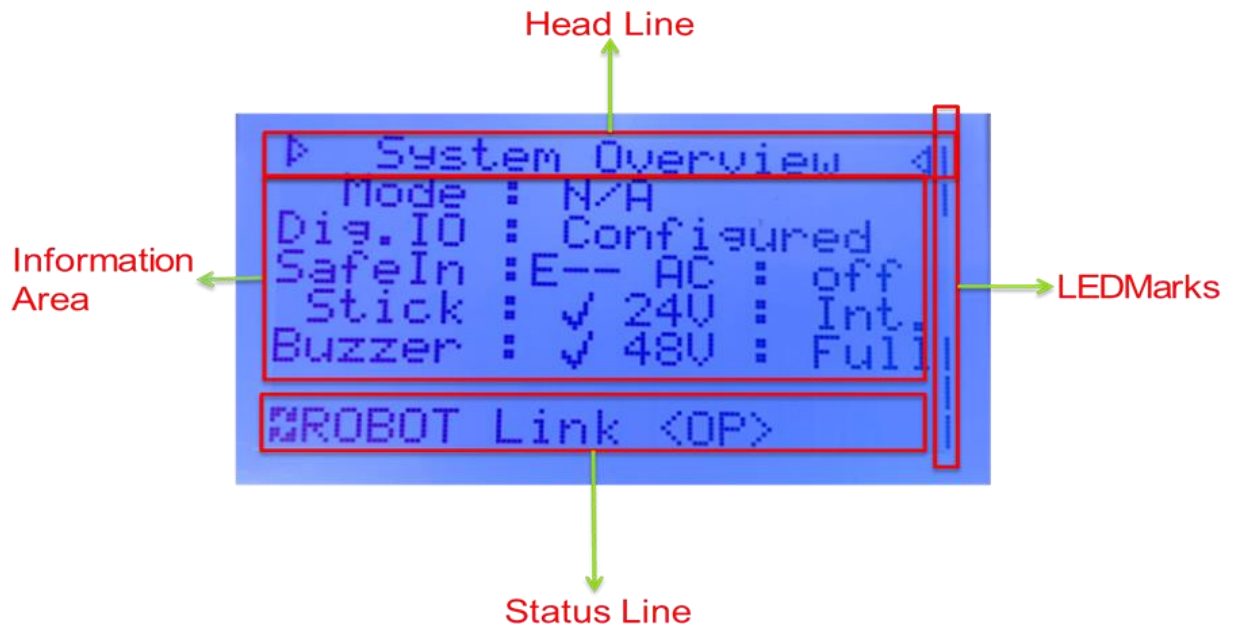 Head Line
System Overview
Mode : N/A
Dig.IO : Configured
SafeIn :E-- AC : off
Stick : ✓ 24V : Int.
Buzzer : ✓ 48V : Full
ROBOT Link <OP>
Information
Area
LEDMarks
Status Line